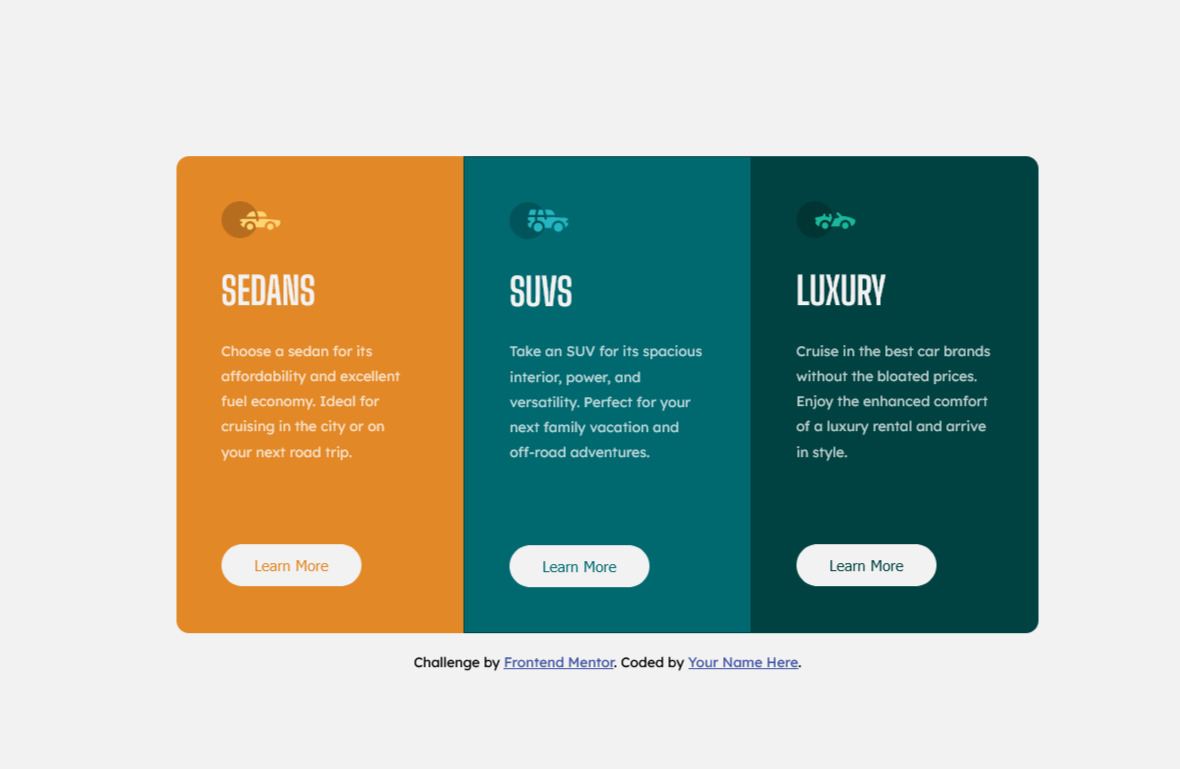 SEDANS
Choose a sedan for its
affordability and excellent
fuel economy. Ideal for
cruising in the city or on
your next road trip.
Learn More
SUVS
Take an SUV for its spacious
interior, power, and
versatility. Perfect for your
next family vacation and
off-road adventures.
Learn More
LUXURY
Cruise in the best car brands
without the bloated prices.
Enjoy the enhanced comfort
of a luxury rental and arrive
in style.
Learn More
Challenge by Frontend Mentor. Coded by Your Name Here.